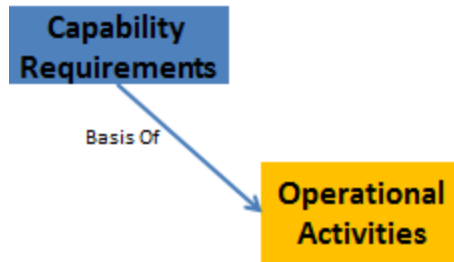 Capability
Requirements
Basis Of
Operational
Activities